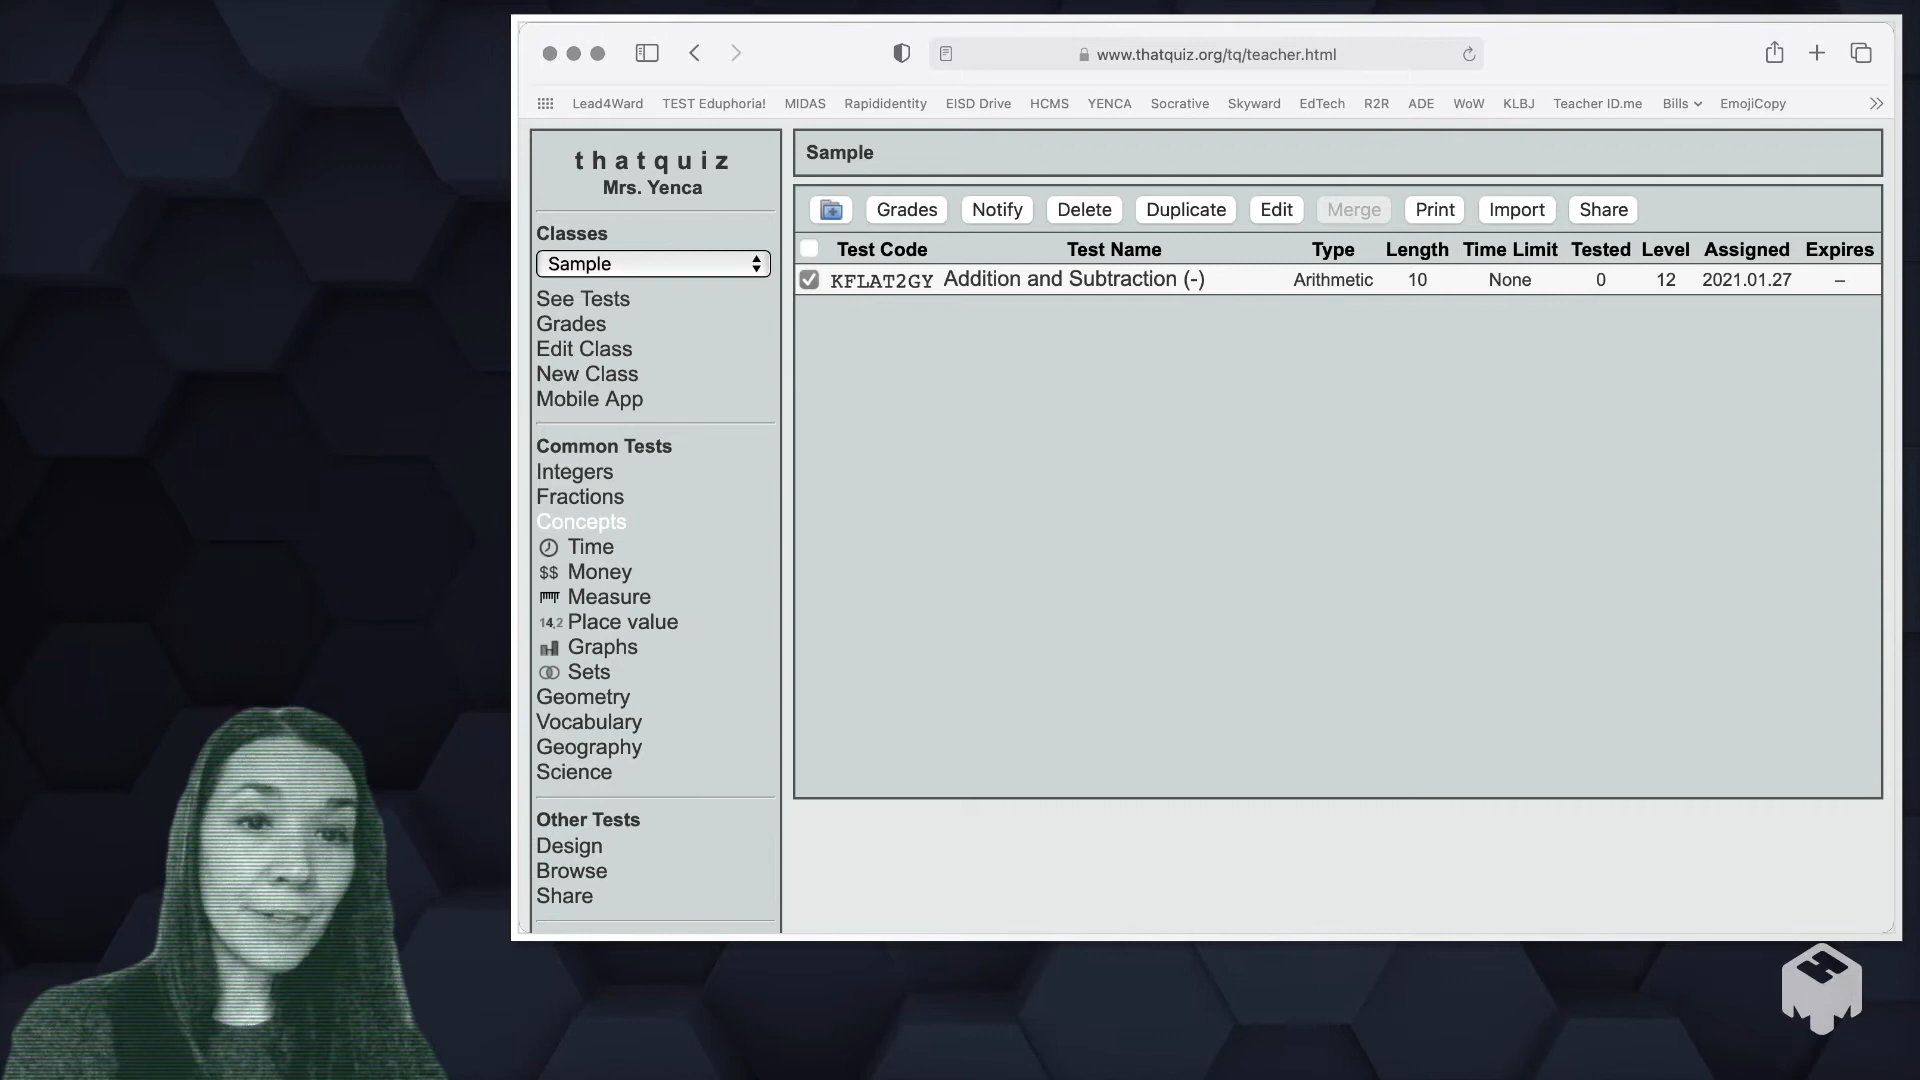 www.thatquiz.org/tq/teacher.html
Lead4Ward TEST Eduphoria! MIDAS Rapididentity EISD Drive HCMS YENCA Socrative Skyward EdTech R2R ADE WoW KLBJ Teacher ID.me Bills EmojiCopy
thatquiz
Mrs. Yenca
Classes
Sample
See Tests
Grades
Edit Class
New Class
Mobile App
Common Tests
Integers
Fractions
Concepts
Time
$$ Money
Measure
14,2 Place value
Graphs
Sets
Geometry
Vocabulary
Geography
Science
Other Tests
Design
Browse
Share
Sample
Grades Notify Delete Duplicate Edit Merge Print Import Share
Test Code Test Name Type Length Time Limit Tested Level Assigned Expires
KFLAT2GY Addition and Subtraction (-) Arithmetic 10 None 0 12 2021.01.27 –